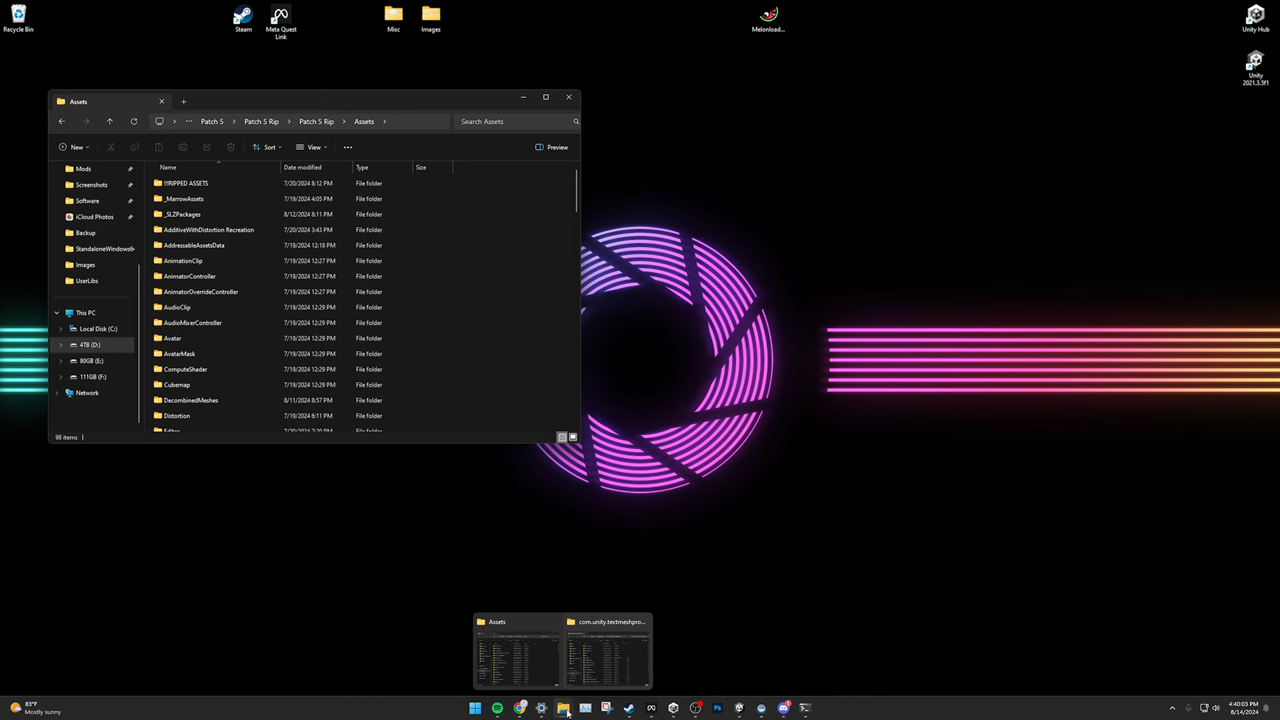 Recycle Bin
Steam
Meta Quest
Link
Misc
Images
Melonload...
Unity Hub
Unity
2021.3.5f1
Assets
Patch 5
Patch 5 Rip
Patch 5 Rip
Assets
Search Assets
New
Sort
View
Preview
Name
Date modified
Type
Size
Mods
Screenshots
Software
iCloud Photos
Backup
StandaloneWindows6
Images
UserLibs
This PC
Local Disk (C:)
4TB (D:)
80GB (E:)
111GB (F:)
Network
!!!RIPPED ASSETS 7/20/2024 8:12 PM File folder
_MarrowAssets 7/19/2024 4:05 PM File folder
_SLZPackages 8/12/2024 8:11 PM File folder
AdditiveWithDistortion Recreation 7/20/2024 3:43 PM File folder
AddressableAssetsData 7/19/2024 12:18 PM File folder
AnimationClip 7/19/2024 12:27 PM File folder
AnimatorController 7/19/2024 12:27 PM File folder
AnimatorOverrideController 7/19/2024 12:27 PM File folder
AudioClip 7/19/2024 12:29 PM File folder
AudioMixerController 7/19/2024 12:29 PM File folder
Avatar 7/19/2024 12:29 PM File folder
AvatarMask 7/19/2024 12:29 PM File folder
ComputeShader 7/19/2024 12:29 PM File folder
Cubemap 7/19/2024 12:29 PM File folder
DecombinedMeshes 8/11/2024 8:57 PM File folder
Distortion 7/19/2024 6:11 PM File folder
98 items
Assets
com.unity.textmeshpro...
83°F
Mostly sunny
4:40:03 PM
8/14/2024